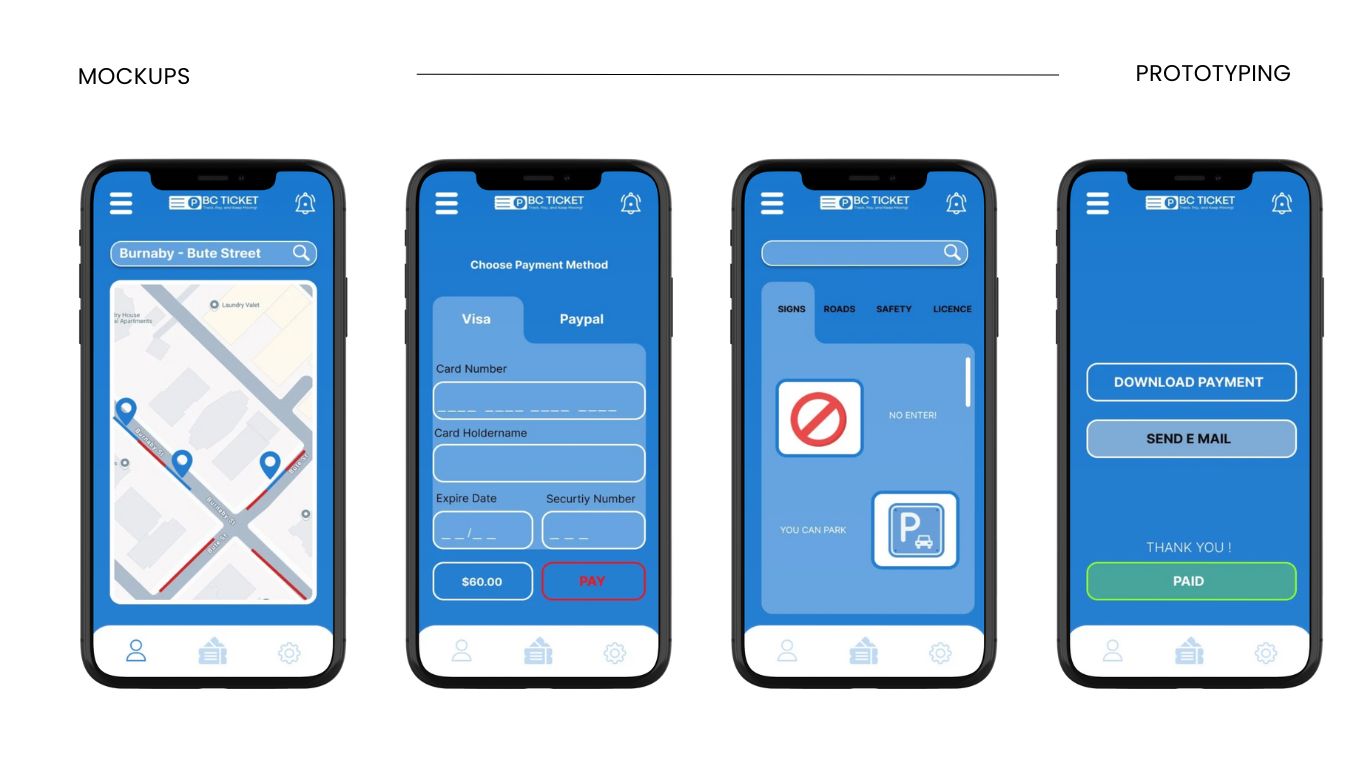 MOCKUPS
PROTOTYPING
P BC TICKET
Track, Pay, and Keep Moving!
Burnaby - Bute Street
Laundry Valet
ry House
al Apartments
Burnaby St
Bute St
Burnaby St
Bute St
P BC TICKET
Track, Pay, and Keep Moving!
Choose Payment Method
Visa Paypal
Card Number
____ ____ ____ ____
Card Holdername
Expire Date Securtiy Number
__/__ ___
$60.00 PAY
P BC TICKET
Track, Pay, and Keep Moving!
SIGNS ROADS SAFETY LICENCE
NO ENTER!
YOU CAN PARK
P
P BC TICKET
Track, Pay, and Keep Moving!
DOWNLOAD PAYMENT
SEND E MAIL
THANK YOU !
PAID